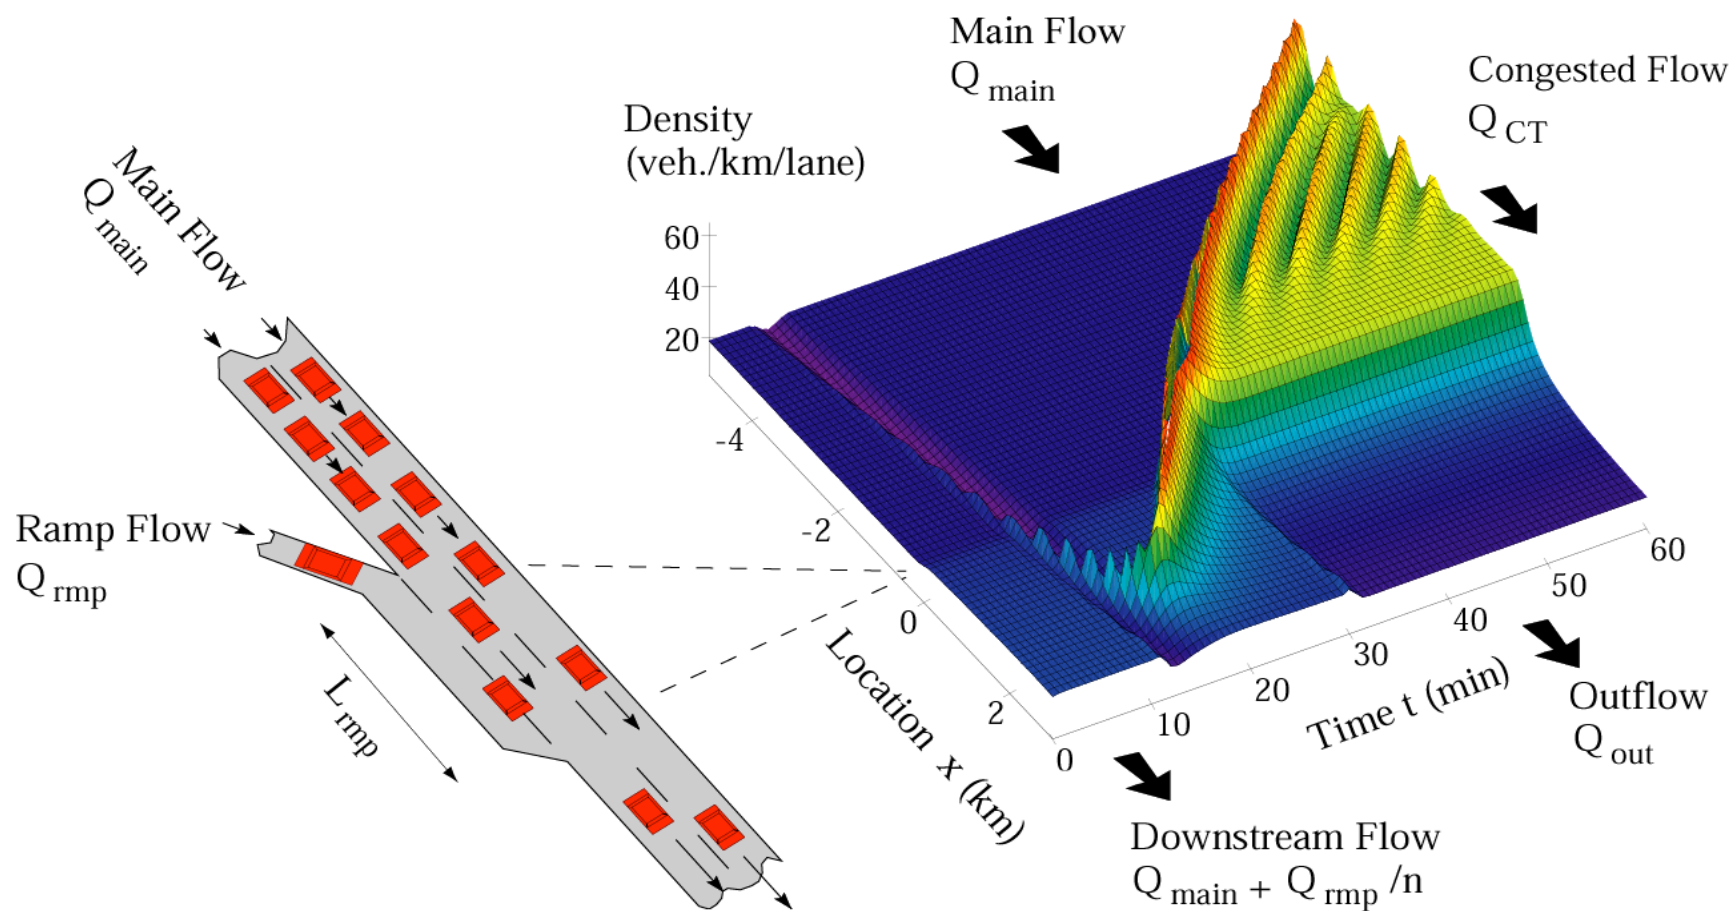 Main Flow
Q main
Ramp Flow
Q rmp
L rmp
Density
(veh./km/lane)
60
40
20
Main Flow
Q main
Congested Flow
Q CT
-4
-2
0
2
Location x (km)
0
10
20
30
40
50
60
Time t (min)
Outflow
Q out
Downstream Flow
Q main + Q rmp /n